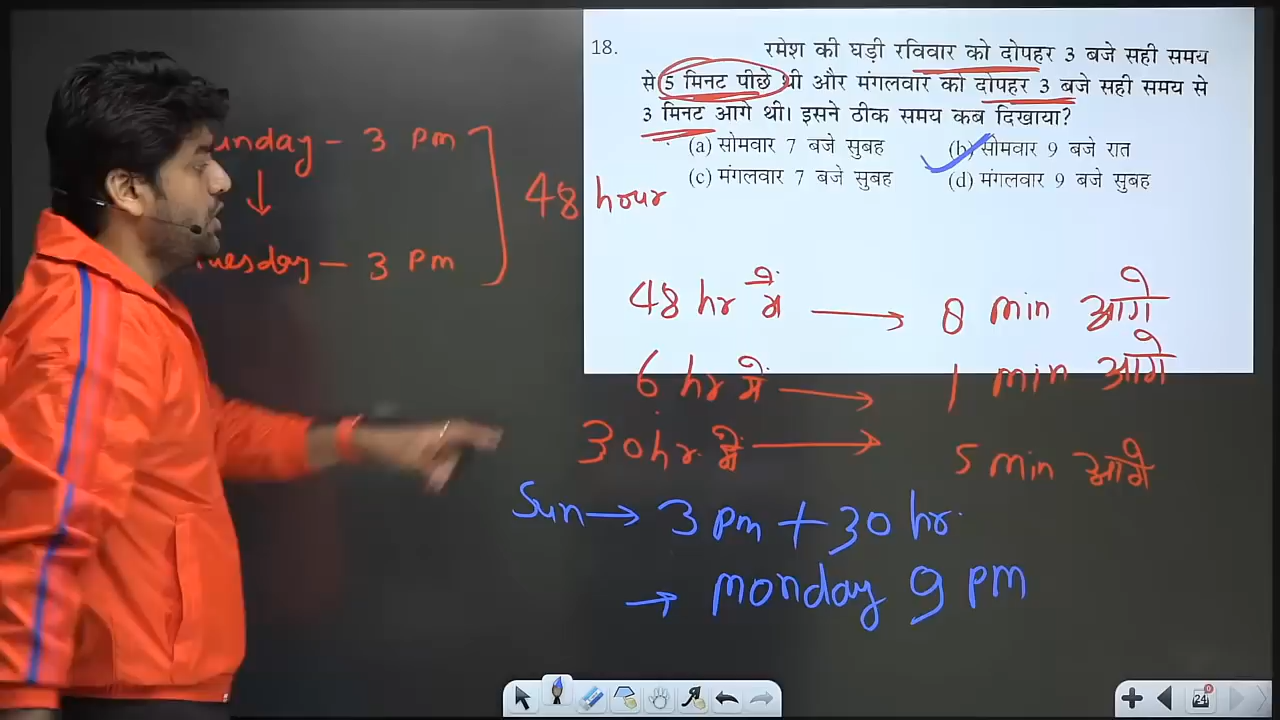 18. रमेश की घड़ी रविवार को दोपहर 3 बजे सही समय
से 5 मिनट पीछे थी और मंगलवार को दोपहर 3 बजे सही समय से
3 मिनट आगे थी। इसने ठीक समय कब दिखाया?
(a) सोमवार 7 बजे सुबह (b) सोमवार 9 बजे रात
(c) मंगलवार 7 बजे सुबह (d) मंगलवार 9 बजे सुबह
unday - 3 pm
uesday - 3 pm
48 hour
48 hr में → 8 min आगे
6 hr में → 1 min आगे
30 hr. में → 5 min आगे
Sun → 3 pm + 30 hr.
→ monday 9 pm
24